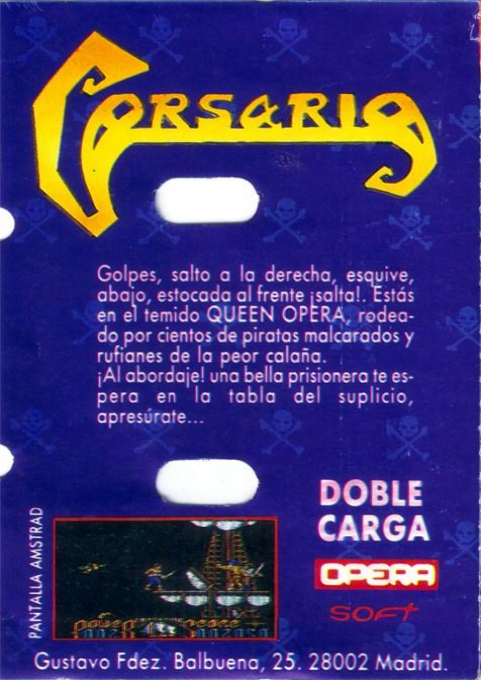 CORSARIO
Golpes, salto a la derecha, esquive,
abajo, estocada al frente ¡salta!. Estás
en el temido QUEEN OPERA, rodea-
do por cientos de piratas malcarados y
rufianes de la peor calaña.
¡Al abordaje! una bella prisionera te es-
pera en la tabla del suplicio,
apresúrate...
DOBLE
CARGA
OPERA
SOFT
PANTALLA AMSTRAD
Gustavo Fdez. Balbuena, 25. 28002 Madrid.